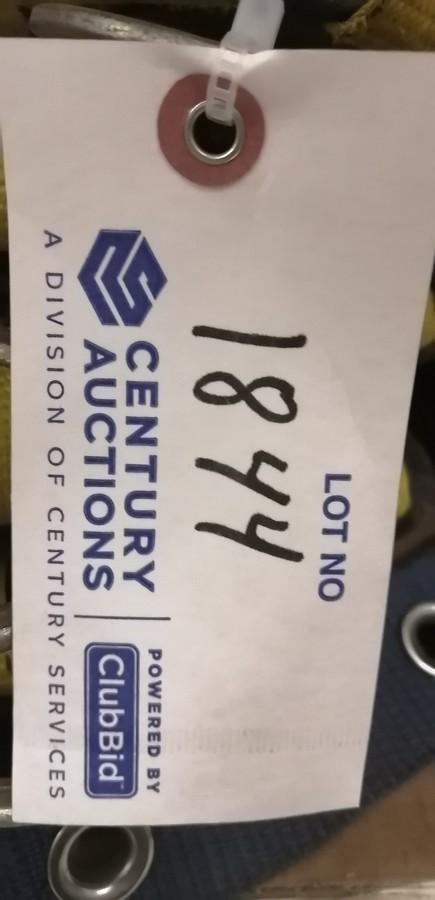 LOT NO
1844
CENTURY
AUCTIONS
POWERED BY
ClubBid
A DIVISION OF CENTURY SERVICES